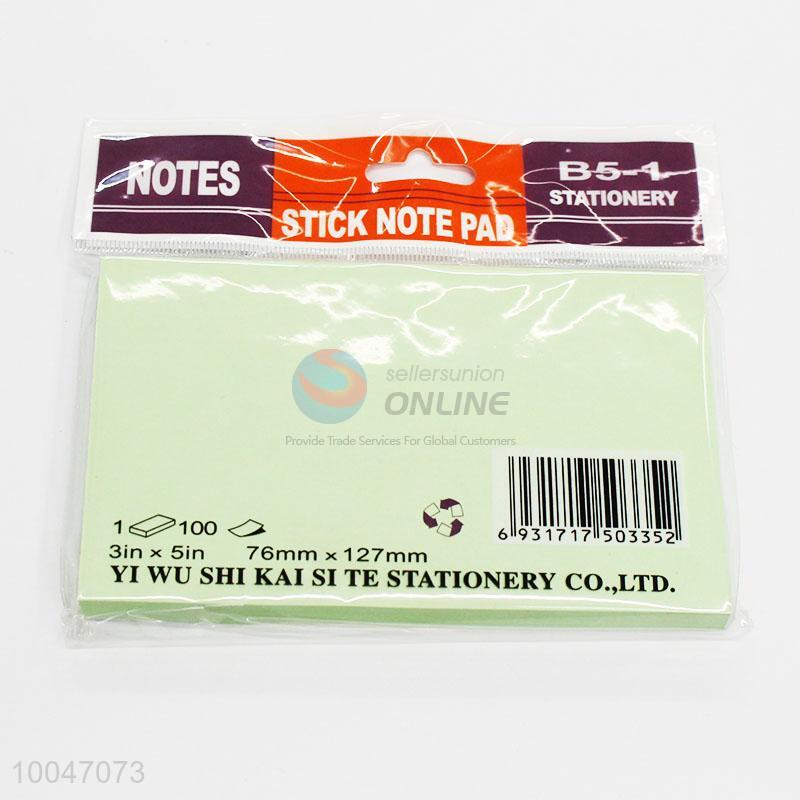 NOTES
STICK NOTE PAD
B5-1
STATIONERY
sellersunion
ONLINE
Provide Trade Services For Global Customers
1 100
3in x 5in 76mm x 127mm
6 931717 503352
YI WU SHI KAI SI TE STATIONERY CO.,LTD.
10047073